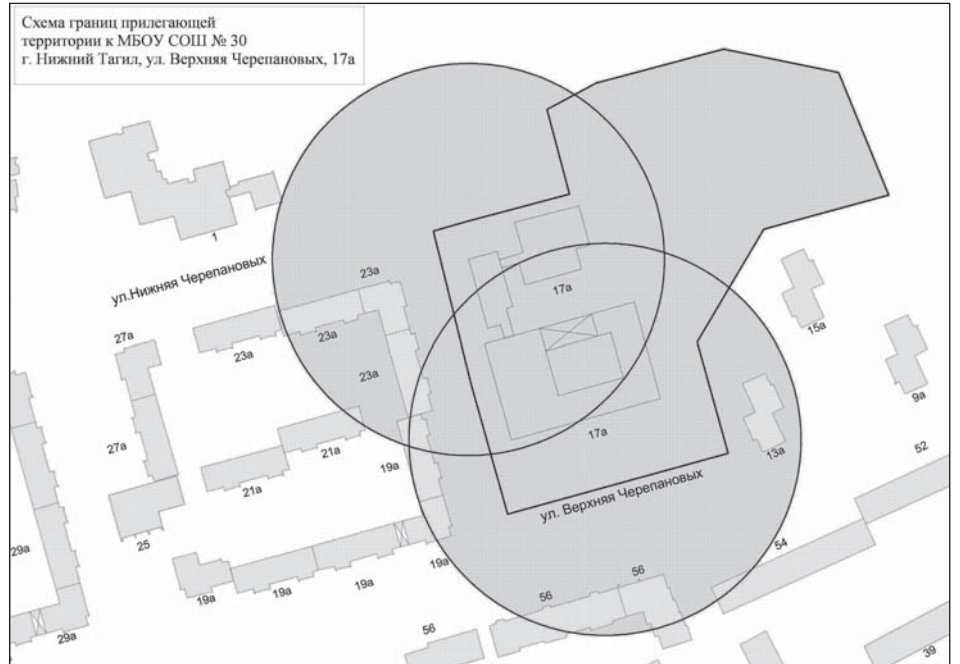 Схема границ прилегающей
территории к МБОУ СОШ № 30
г. Нижний Тагил, ул. Верхняя Черепановых, 17а
1
ул.Нижняя Черепановых
23а
17а
27а
23а
23а
15а
23а
9а
21а
27а
17а
52
19а
13а
21а
ул. Верхняя Черепановых
25
54
29а
19а
19а
19а
19а
56
56
56
29а
39